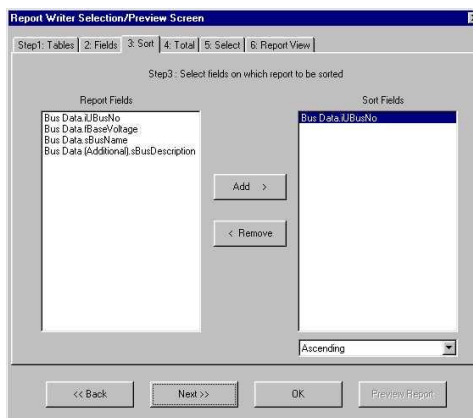 Report Writer Selection/Preview Screen
Step1: Tables 2: Fields 3: Sort 4: Total 5: Select 6: Report View
Step3 : Select fields on which report to be sorted
Report Fields
Bus Data.iUBusNo
Bus Data.fBaseVoltage
Bus Data.sBusName
Bus Data (Additional).sBusDescription
Add >
< Remove
Sort Fields
Bus Data.iUBusNo
Ascending
<< Back Next >> OK Preview Report